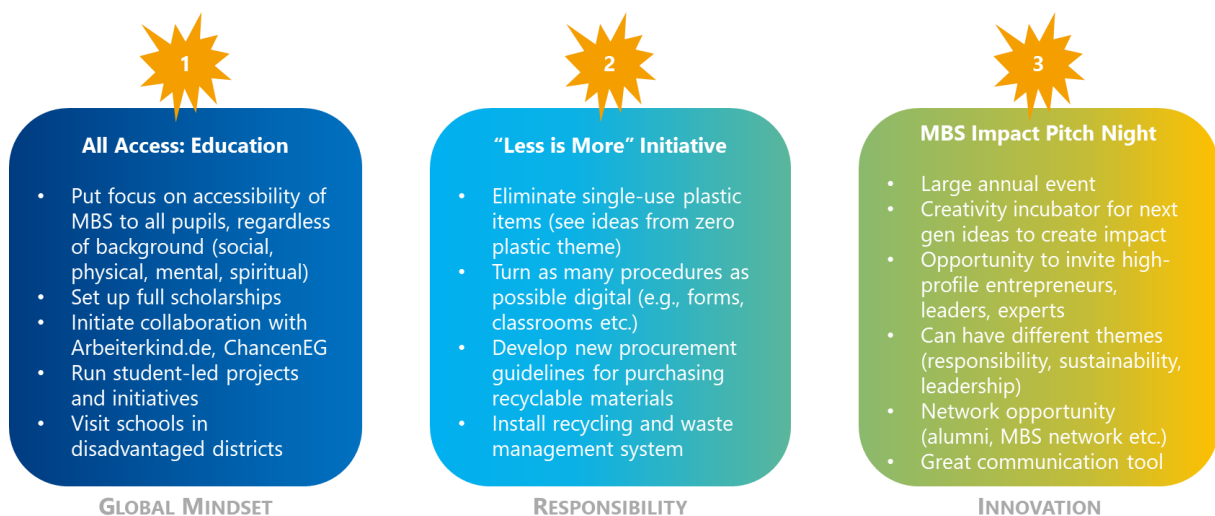 1
All Access: Education
• Put focus on accessibility of
MBS to all pupils, regardless
of background (social,
physical, mental, spiritual)
• Set up full scholarships
• Initiate collaboration with
Arbeiterkind.de, ChancenEG
• Run student-led projects
and initiatives
• Visit schools in
disadvantaged districts
GLOBAL MINDSET
2
“Less is More” Initiative
• Eliminate single-use plastic
items (see ideas from zero
plastic theme)
• Turn as many procedures as
possible digital (e.g., forms,
classrooms etc.)
• Develop new procurement
guidelines for purchasing
recyclable materials
• Install recycling and waste
management system
RESPONSIBILITY
3
MBS Impact Pitch Night
• Large annual event
• Creativity incubator for next
gen ideas to create impact
• Opportunity to invite high-
profile entrepreneurs,
leaders, experts
• Can have different themes
(responsibility, sustainability,
leadership)
• Network opportunity
(alumni, MBS network etc.)
• Great communication tool
INNOVATION